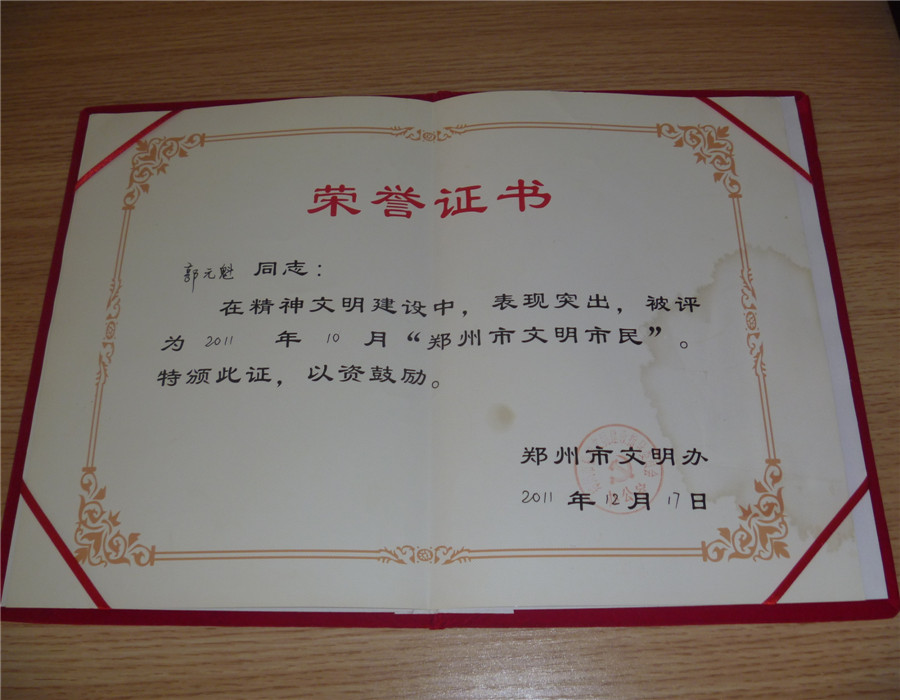 荣誉证书
郭元魁 同志：
在精神文明建设中，表现突出，被评
为 2011 年 10 月“郑州市文明市民”。
特颁此证，以资鼓励。
郑州市文明办
2011 年 12 月 17 日